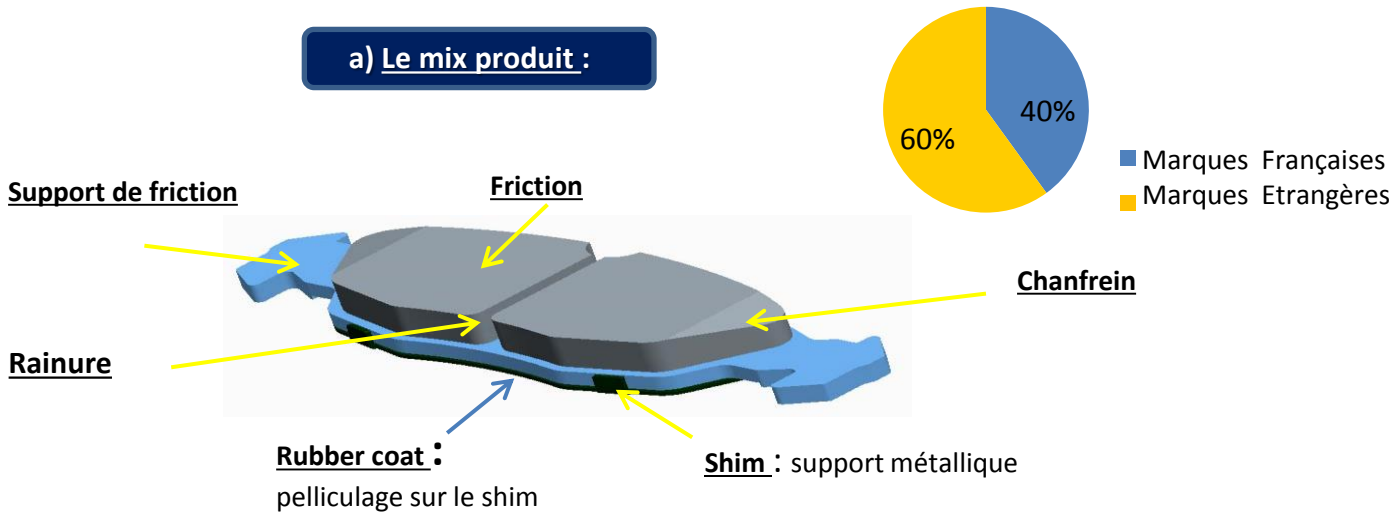 a) Le mix produit :
40%
60%
Marques Françaises
Marques Etrangères
Support de friction
Friction
Chanfrein
Rainure
Rubber coat :
pelliculage sur le shim
Shim : support métallique